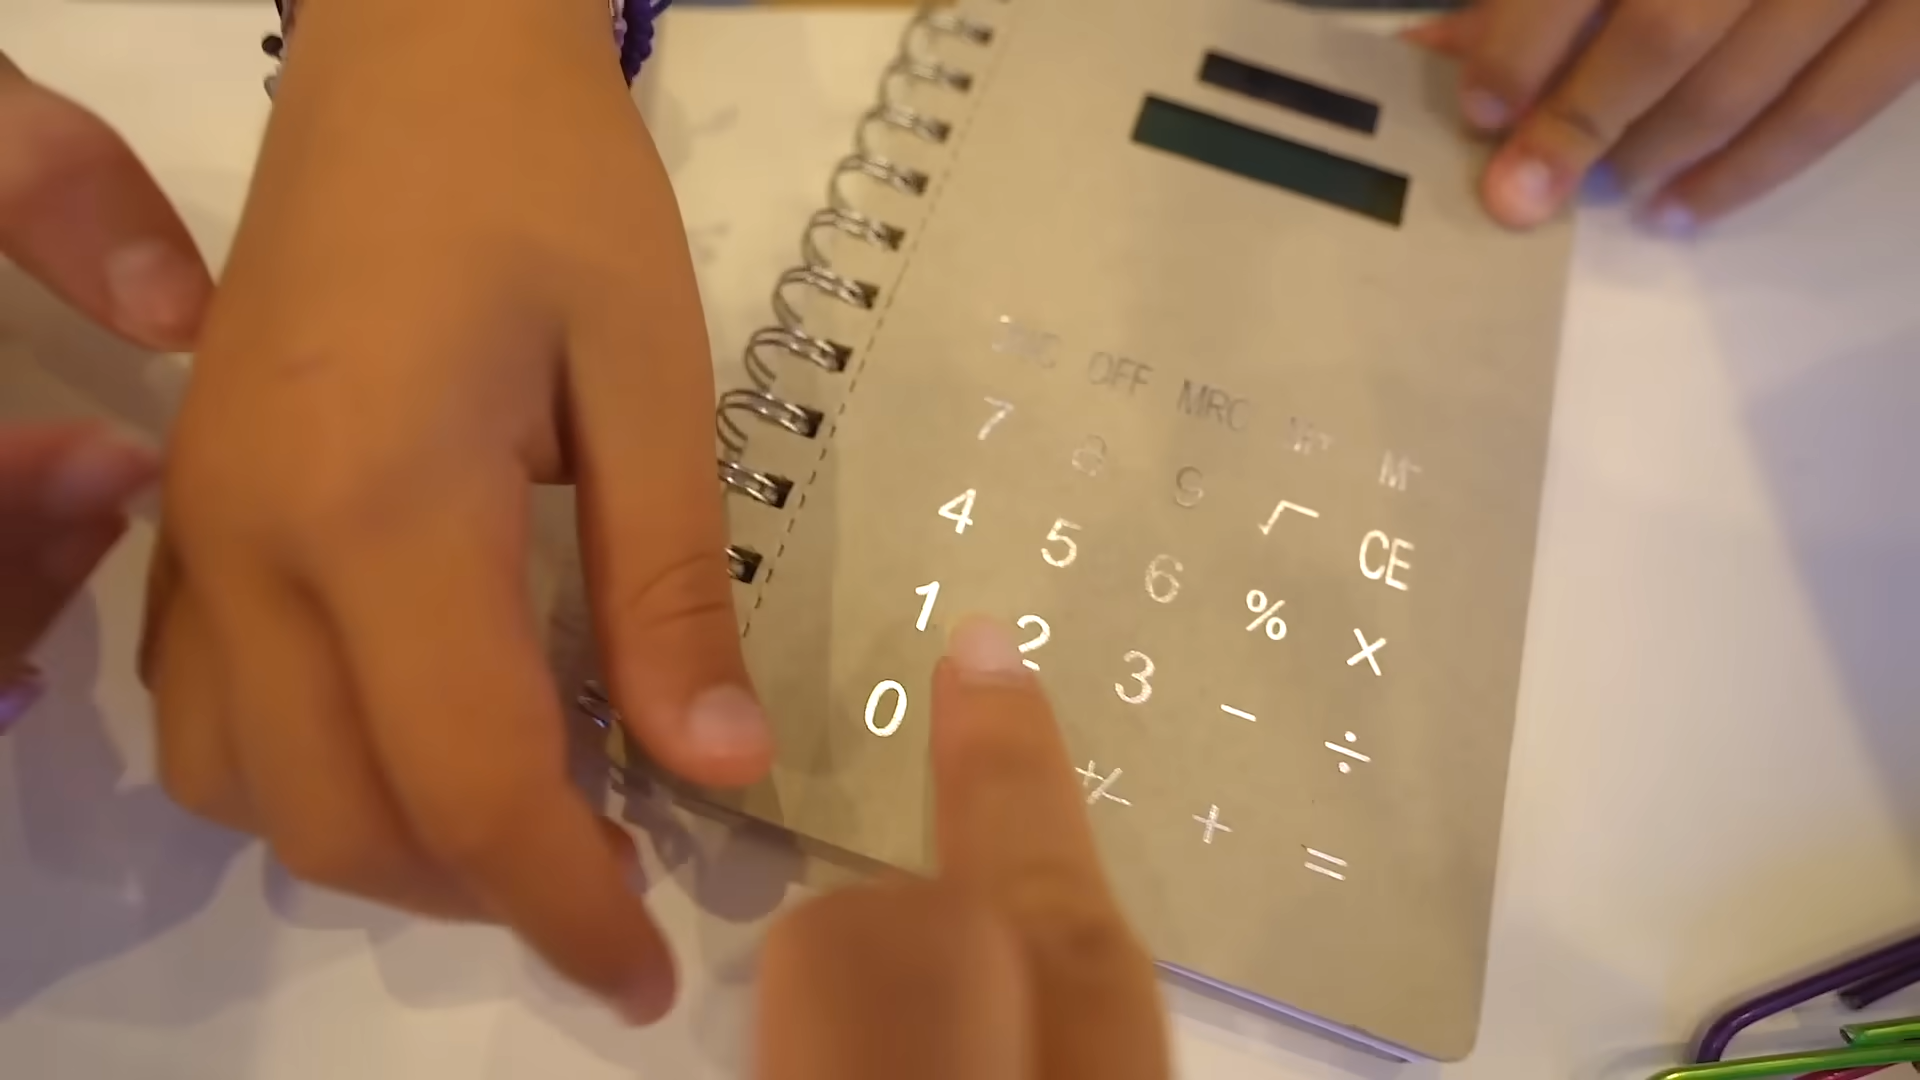 OFF MRC M+ M-
7 8 9 √ CE
4 5 6 % X
1 2 3 - ÷
0 +/- + =